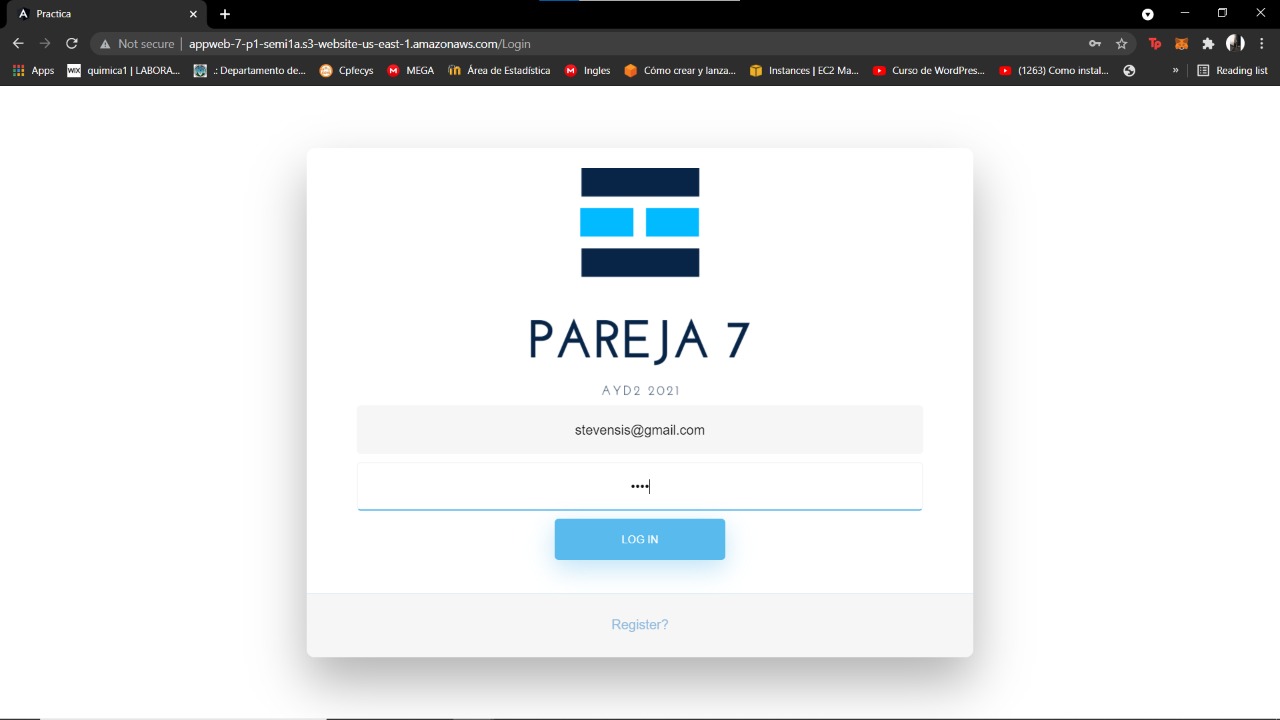 Practica
Not secure | appweb-7-p1-semi1a.s3-website-us-east-1.amazonaws.com/Login
Apps WIX quimica1 | LABORA... .: Departamento de... Cpfecys MEGA Área de Estadística Ingles Cómo crear y lanza... Instances | EC2 Ma... Curso de WordPres... (1263) Como instal... » Reading list
PAREJA 7
AYD2 2021
stevensis@gmail.com
••••
LOG IN
Register?